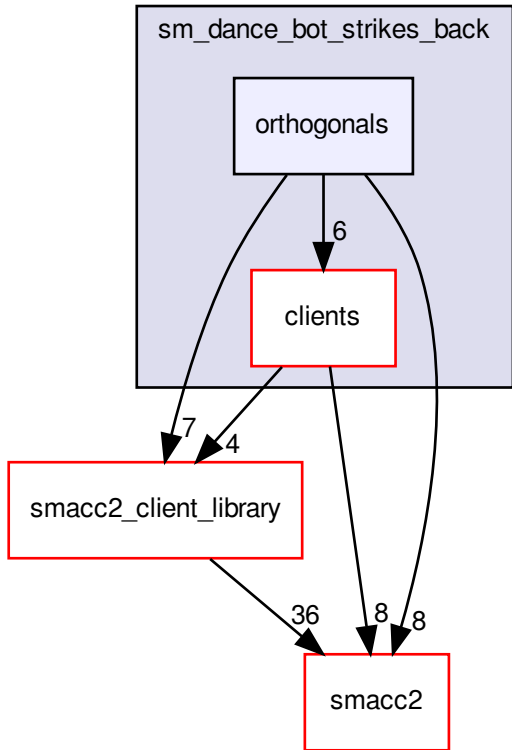 sm_dance_bot_strikes_back
orthogonals
6
clients
7
4
smacc2_client_library
36
8
8
smacc2